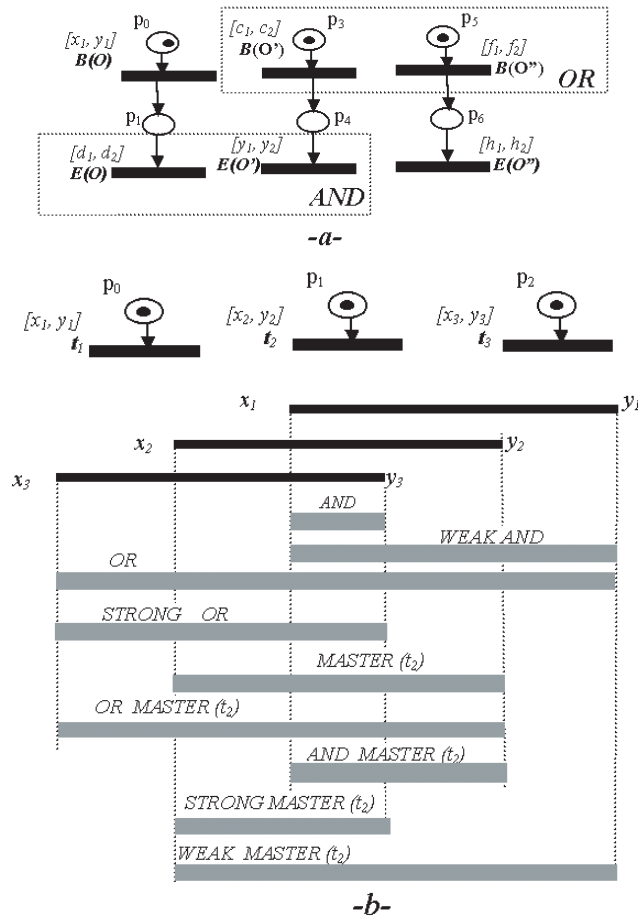 p0 p3 p5
[x1, y1] [c1, c2] [f1, f2]
B(O) B(O') B(O'') OR
p1 p4 p6
[d1, d2] [y1, y2] [h1, h2]
E(O) E(O') E(O'')
AND
-a-
p0 p1 p2
[x1, y1] [x2, y2] [x3, y3]
t1 t2 t3
x1 y1
x2 y2
x3 y3
AND
WEAK AND
OR
STRONG OR
MASTER (t2)
OR MASTER (t2)
AND MASTER (t2)
STRONG MASTER (t2)
WEAK MASTER (t2)
-b-